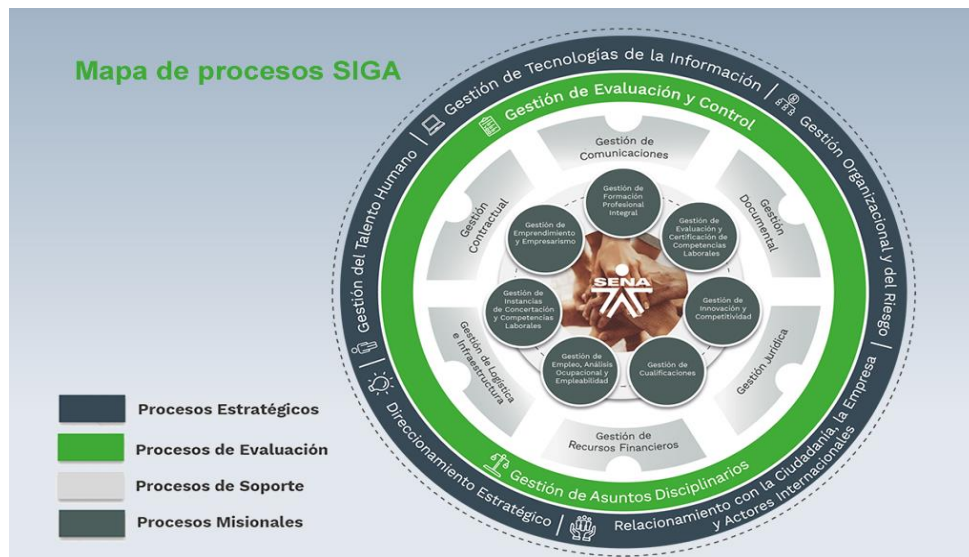 Mapa de procesos SIGA
Gestión de Tecnologías de la Información
Gestión Organizacional y del Riesgo
Relacionamiento con la Ciudadanía, la Empresa
y Actores Internacionales
Direccionamiento Estratégico
Gestión del Talento Humano
Gestión de Evaluación y Control
Gestión de Asuntos Disciplinarios
Gestión de
Comunicaciones
Gestión
Documental
Gestión Jurídica
Gestión de
Recursos Financieros
Gestión de Logística
e Infraestructura
Gestión
Contractual
Gestión de
Formación
Profesional
Integral
Gestión de
Evaluación y
Certificación de
Competencias
Laborales
Gestión de
Innovación y
Competitividad
Gestión de
Cualificaciones
Gestión de
Empleo, Análisis
Ocupacional y
Empleabilidad
Gestión de
Instancias
de Concertación
y Competencias
Laborales
Gestión de
Emprendimiento
y Empresarismo
SENA
Procesos Estratégicos
Procesos de Evaluación
Procesos de Soporte
Procesos Misionales